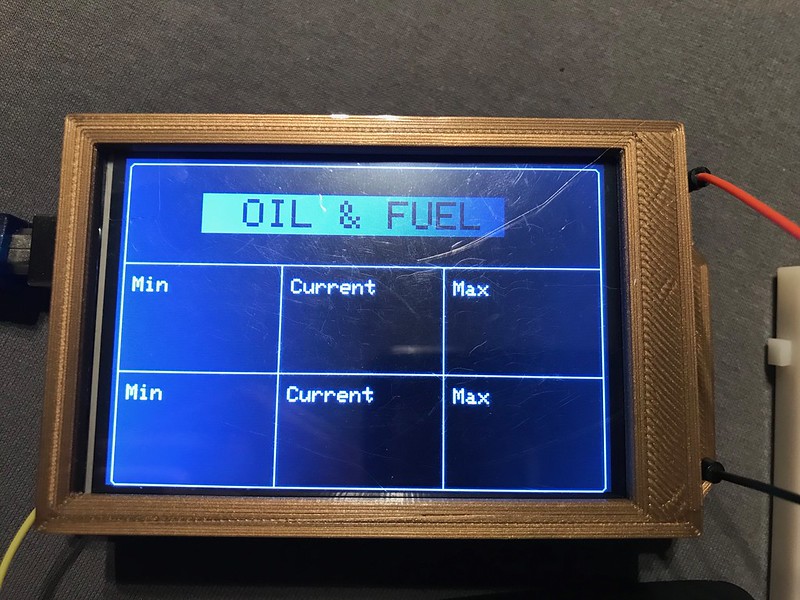 OIL & FUEL
Min Current Max
Min Current Max